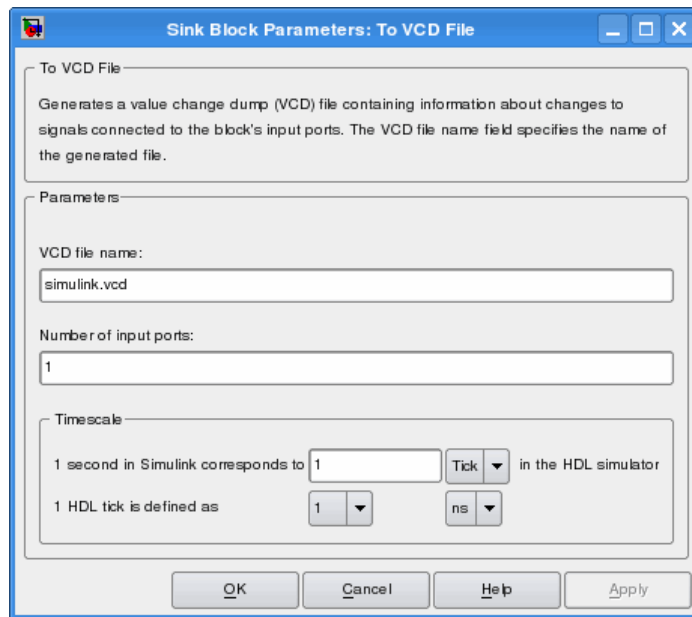 Sink Block Parameters: To VCD File
To VCD File
Generates a value change dump (VCD) file containing information about changes to
signals connected to the block's input ports. The VCD file name field specifies the name of
the generated file.
Parameters
VCD file name:
simulink.vcd
Number of input ports:
1
Timescale
1 second in Simulink corresponds to 1 Tick in the HDL simulator
1 HDL tick is defined as 1 ns
OK Cancel Help Apply